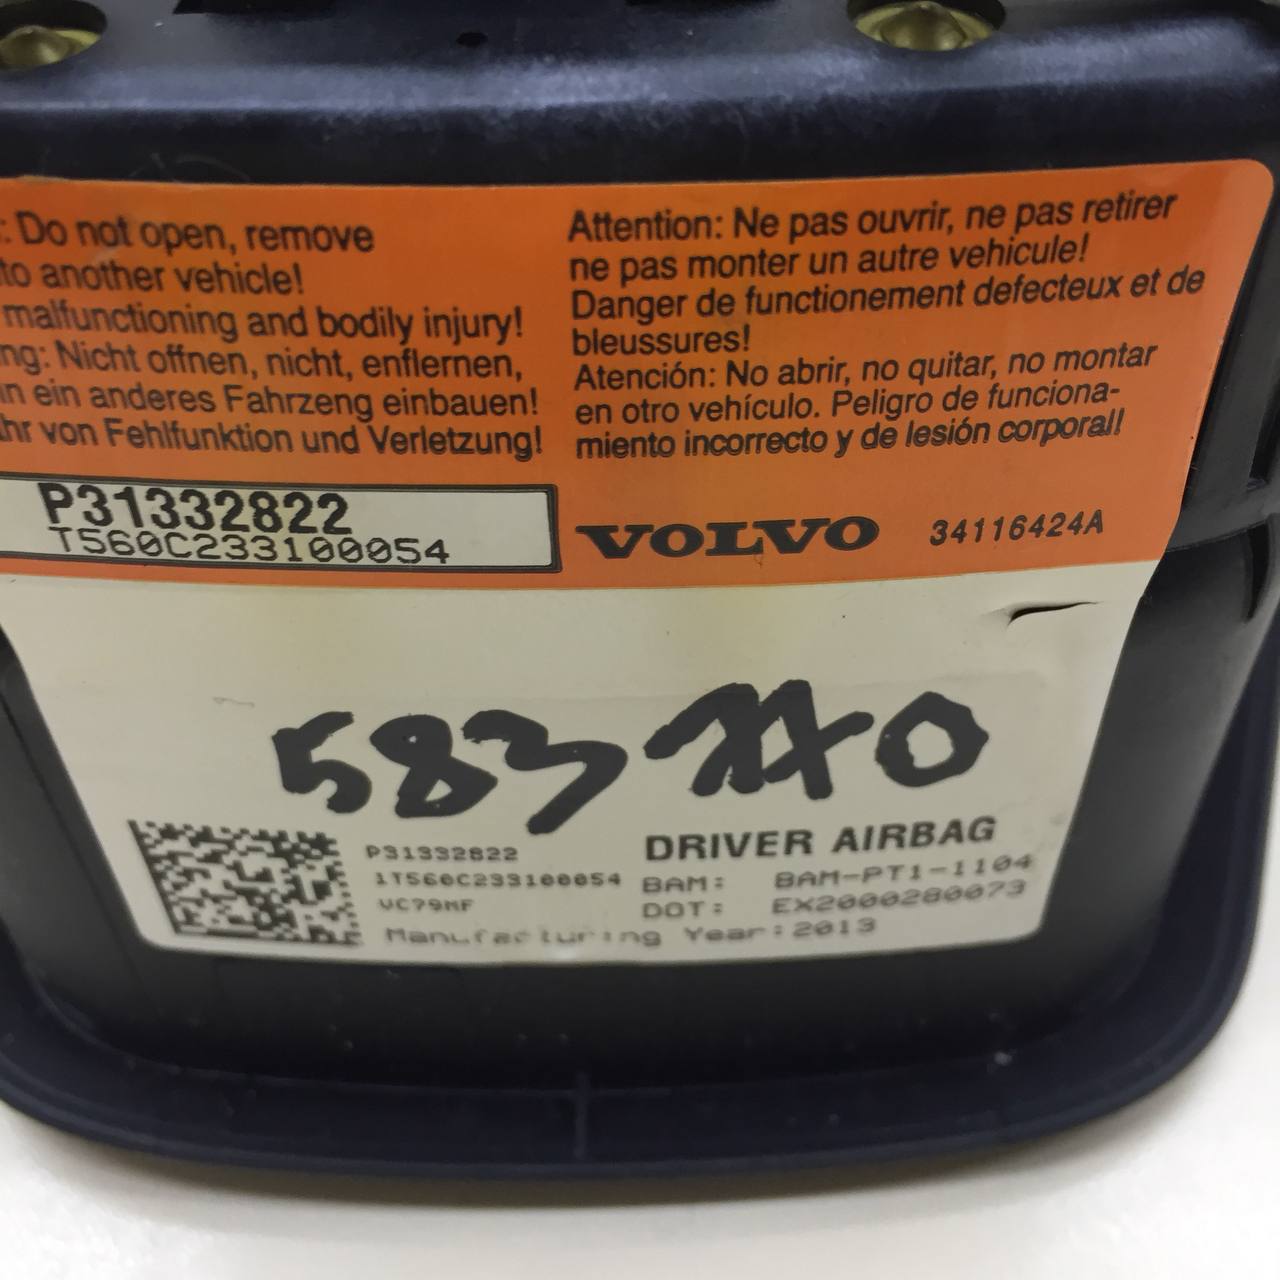 : Do not open, remove
to another vehicle!
malfunctioning and bodily injury!
ng: Nicht offnen, nicht, enflernen,
in ein anderes Fahrzeng einbauen!
hr von Fehlfunktion und Verletzung!
Attention: Ne pas ouvrir, ne pas retirer
ne pas monter un autre vehicule!
Danger de functionement defecteux et de
bleussures!
Atención: No abrir, no quitar, no montar
en otro vehículo. Peligro de funciona-
miento incorrecto y de lesión corporal!
P31332822
T560C233100054
VOLVO
34116424A
583
P31332822
1T560C233100054
VC79MF
DRIVER AIRBAG
BAM: BAM-PT1-1104
DOT: EX2000280073
Manufacturing Year:2013